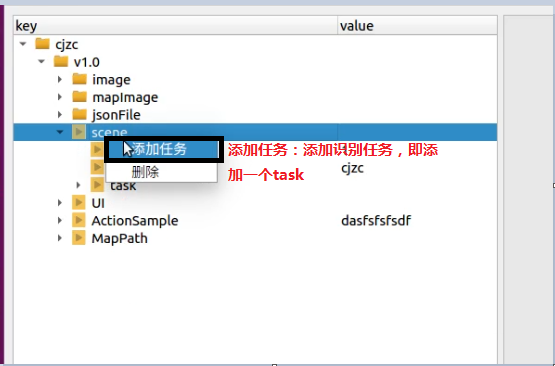 key value
cjzc
v1.0
image
mapImage
jsonFile
scene
添加任务
添加任务：添加识别任务，即添
加一个task
删除
cjzc
task
UI
ActionSample dasfsfsfsdf
MapPath